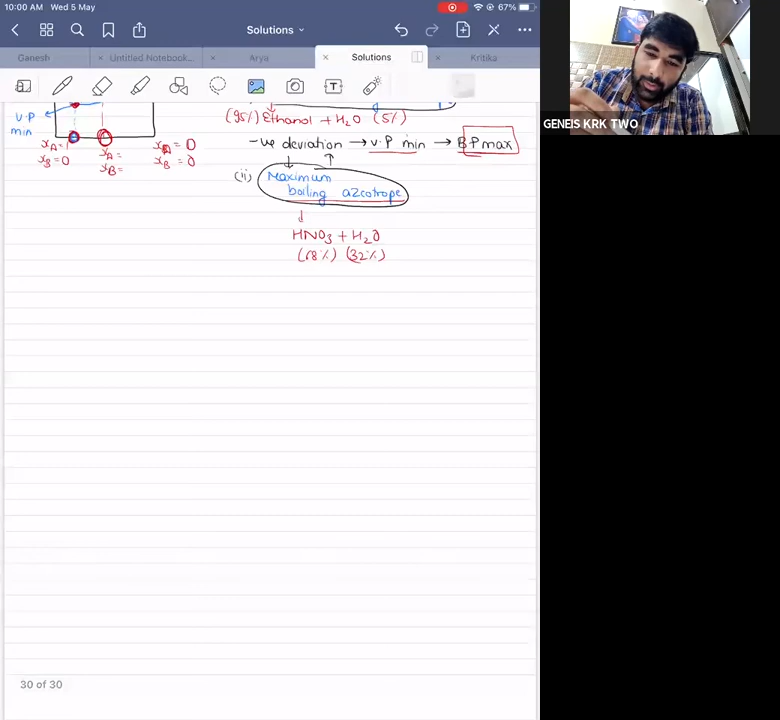 10:00 AM Wed 5 May
67%
Solutions
Ganesh
Untitled Notebook...
Arya
Solutions
Kritika
V.P
min
xA=1
xB=0
xA=
xB=
xA=0
xB=0
(95%) Ethanol + H2O (5%)
-ve deviation → V.P min → B.P max
(ii) Maximum
boiling azeotrope
HNO3 + H2O
(68%) (32%)
30 of 30
GENEIS KRK TWO